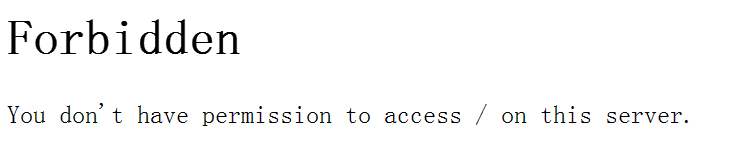 Forbidden
You don't have permission to access / on this server.